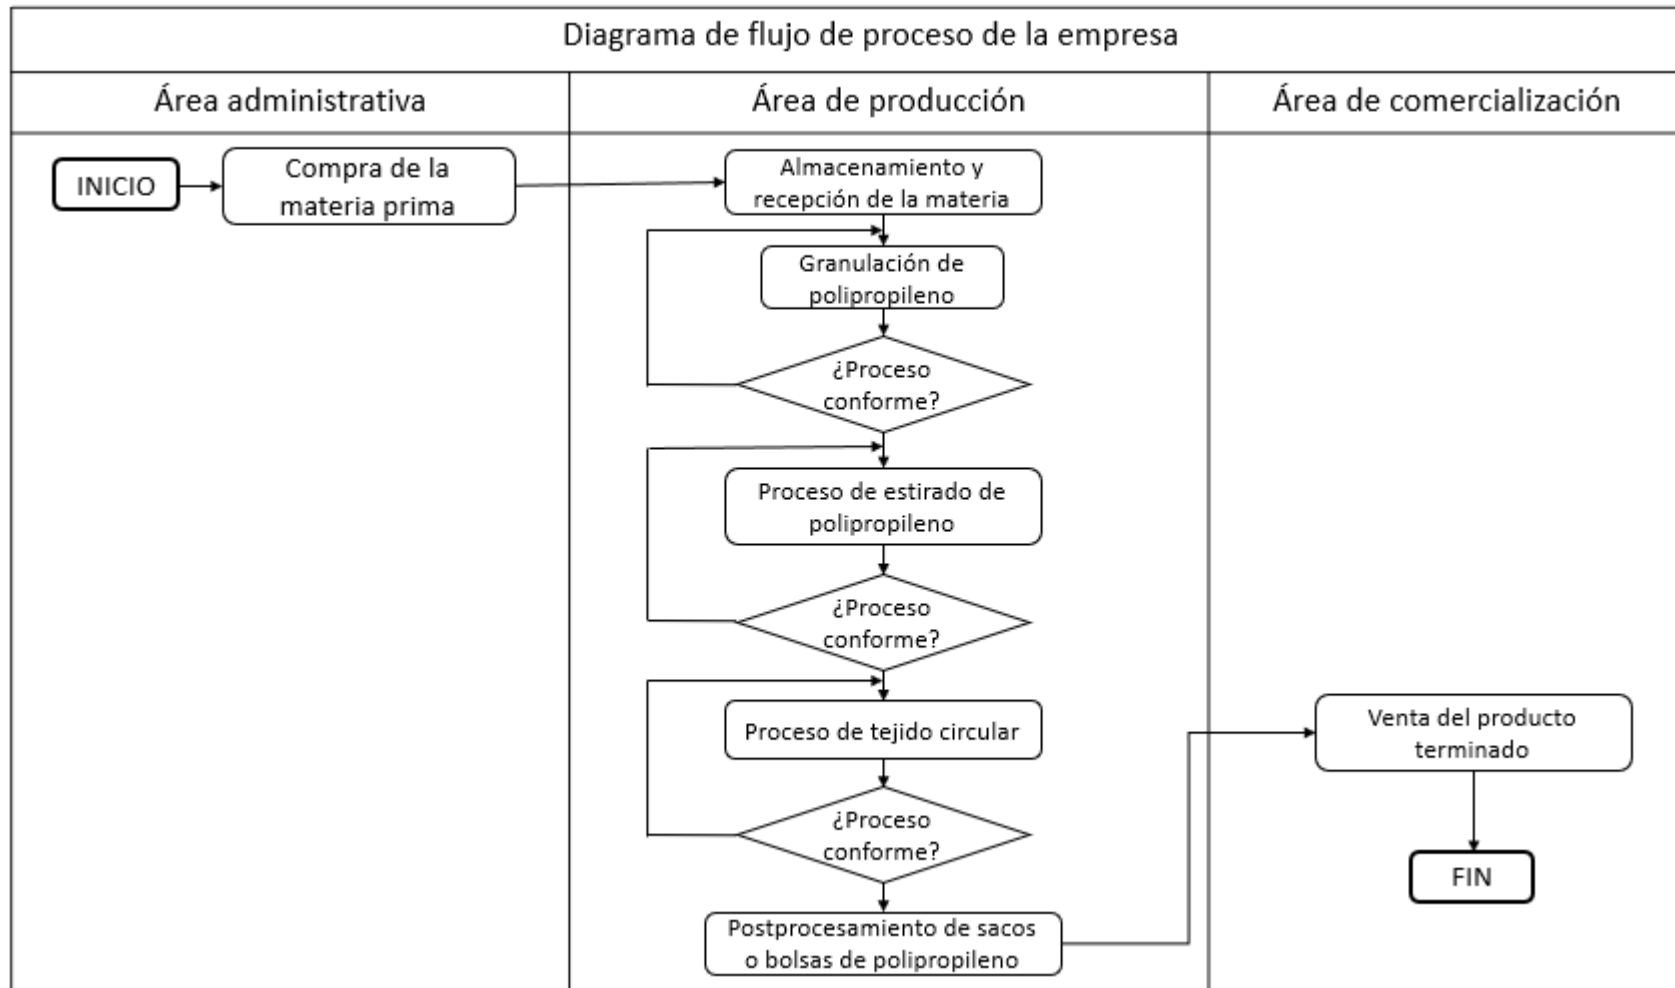 Diagrama de flujo de proceso de la empresa
Área administrativa
Área de producción
Área de comercialización
INICIO
Compra de la
materia prima
Almacenamiento y
recepción de la materia
Granulación de
polipropileno
¿Proceso
conforme?
Proceso de estirado de
polipropileno
¿Proceso
conforme?
Proceso de tejido circular
¿Proceso
conforme?
Postprocesamiento de sacos
o bolsas de polipropileno
Venta del producto
terminado
FIN